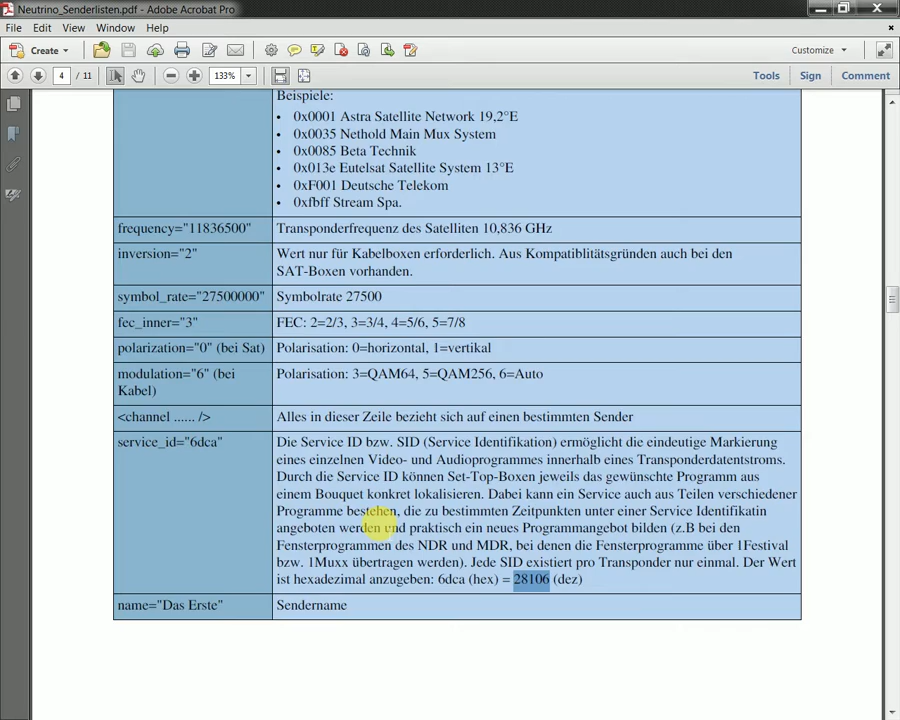 Neutrino_Senderlisten.pdf - Adobe Acrobat Pro
File Edit View Window Help
Create
Customize
4 / 11
133%
Tools Sign Comment
Beispiele:
• 0x0001 Astra Satellite Network 19,2°E
• 0x0035 Nethold Main Mux System
• 0x0085 Beta Technik
• 0x013e Eutelsat Satellite System 13°E
• 0xF001 Deutsche Telekom
• 0xfbff Stream Spa.
frequency="11836500" Transponderfrequenz des Satelliten 10,836 GHz
inversion="2" Wert nur für Kabelboxen erforderlich. Aus Kompatiblitätsgründen auch bei den
SAT-Boxen vorhanden.
symbol_rate="27500000" Symbolrate 27500
fec_inner="3" FEC: 2=2/3, 3=3/4, 4=5/6, 5=7/8
polarization="0" (bei Sat) Polarisation: 0=horizontal, 1=vertikal
modulation="6" (bei Polarisation: 3=QAM64, 5=QAM256, 6=Auto
Kabel)
<channel ...... /> Alles in dieser Zeile bezieht sich auf einen bestimmten Sender
service_id="6dca" Die Service ID bzw. SID (Service Identifikation) ermöglicht die eindeutige Markierung
eines einzelnen Video- und Audioprogrammes innerhalb eines Transponderdatentstroms.
Durch die Service ID können Set-Top-Boxen jeweils das gewünschte Programm aus
einem Bouquet konkret lokalisieren. Dabei kann ein Service auch aus Teilen verschiedener
Programme bestehen, die zu bestimmten Zeitpunkten unter einer Service Identifikatin
angeboten werden und praktisch ein neues Programmangebot bilden (z.B bei den
Fensterprogrammen des NDR und MDR, bei denen die Fensterprogramme über 1Festival
bzw. 1Muxx übertragen werden). Jede SID existiert pro Transponder nur einmal. Der Wert
ist hexadezimal anzugeben: 6dca (hex) = 28106 (dez)
name="Das Erste" Sendername